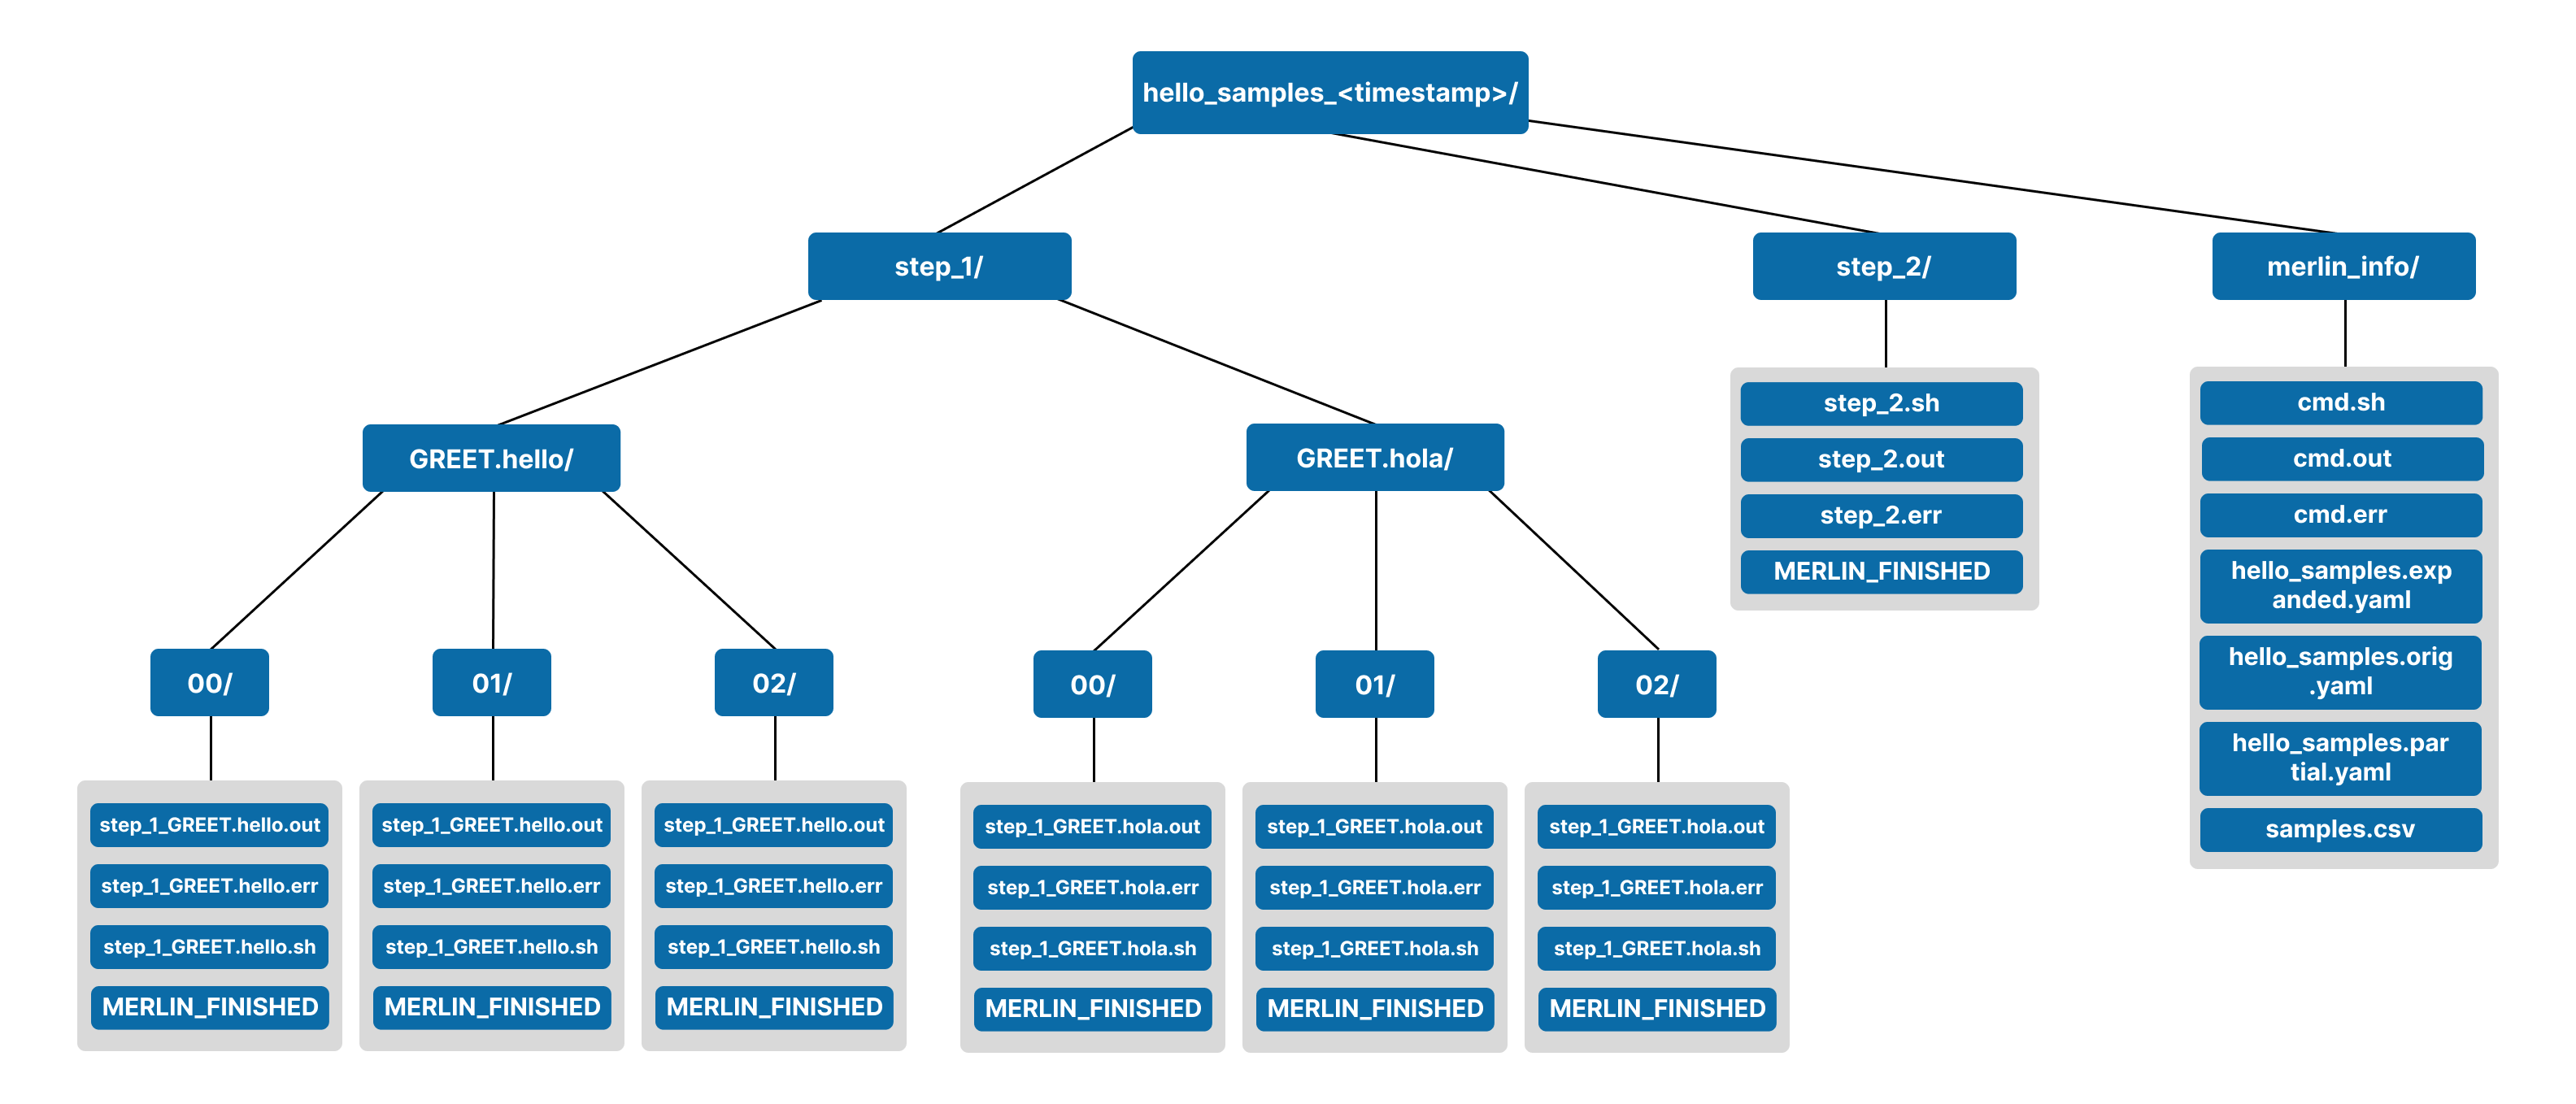 hello_samples_<timestamp>/
step_1/
step_2/
merlin_info/
GREET.hello/
GREET.hola/
step_2.sh
step_2.out
step_2.err
MERLIN_FINISHED
cmd.sh
cmd.out
cmd.err
hello_samples.exp
anded.yaml
hello_samples.orig
.yaml
hello_samples.par
tial.yaml
samples.csv
00/
01/
02/
00/
01/
02/
step_1_GREET.hello.out
step_1_GREET.hello.err
step_1_GREET.hello.sh
MERLIN_FINISHED
step_1_GREET.hello.out
step_1_GREET.hello.err
step_1_GREET.hello.sh
MERLIN_FINISHED
step_1_GREET.hello.out
step_1_GREET.hello.err
step_1_GREET.hello.sh
MERLIN_FINISHED
step_1_GREET.hola.out
step_1_GREET.hola.err
step_1_GREET.hola.sh
MERLIN_FINISHED
step_1_GREET.hola.out
step_1_GREET.hola.err
step_1_GREET.hola.sh
MERLIN_FINISHED
step_1_GREET.hola.out
step_1_GREET.hola.err
step_1_GREET.hola.sh
MERLIN_FINISHED